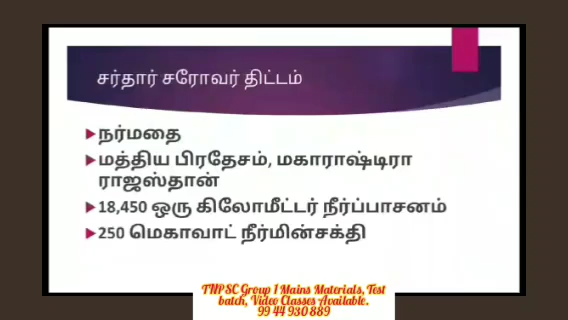 சர்தார் சரோவர் திட்டம்
நர்மதை
மத்திய பிரதேசம், மகாராஷ்டிரா
ராஜஸ்தான்
18,450 ஒரு கிலோமீட்டர் நீர்ப்பாசனம்
250 மெகாவாட் நீர்மின்சக்தி
TNPSC Group 1 Mains Materials, Test
batch, Video Classes Available.
99 44 930 889